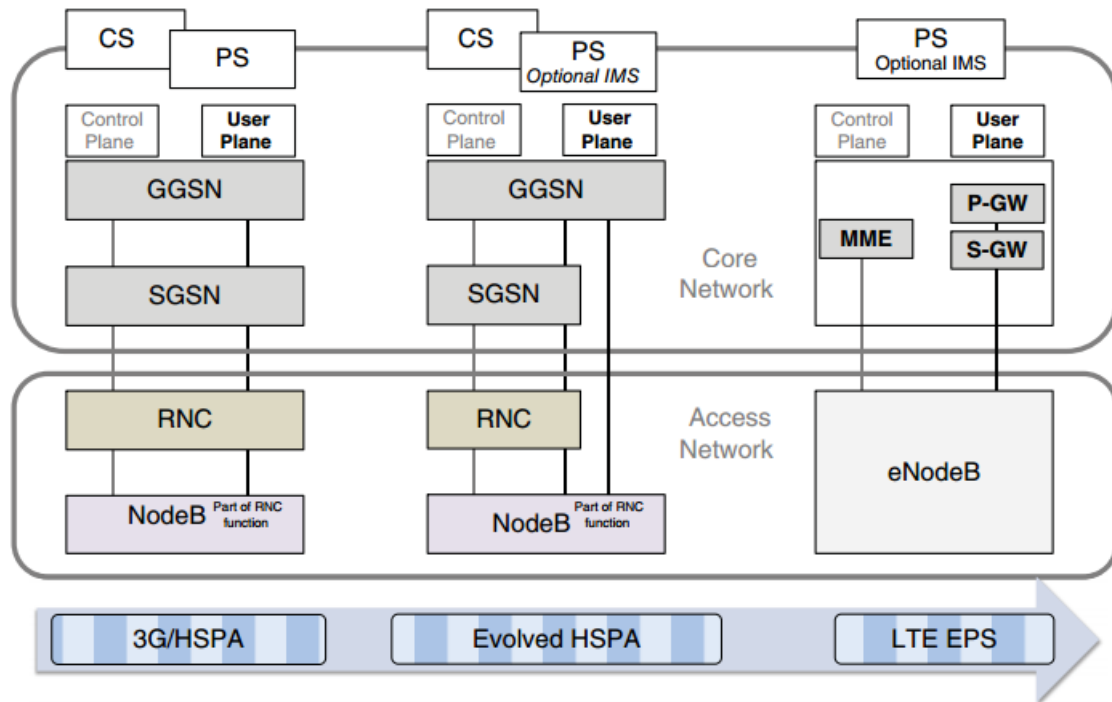 CS
PS
CS
PS
Optional IMS
PS
Optional IMS
Control
Plane
User
Plane
Control
Plane
User
Plane
Control
Plane
User
Plane
GGSN
GGSN
P-GW
MME
S-GW
Core
Network
SGSN
SGSN
RNC
RNC
Access
Network
eNodeB
NodeB
Part of RNC
function
NodeB
Part of RNC
function
3G/HSPA
Evolved HSPA
LTE EPS